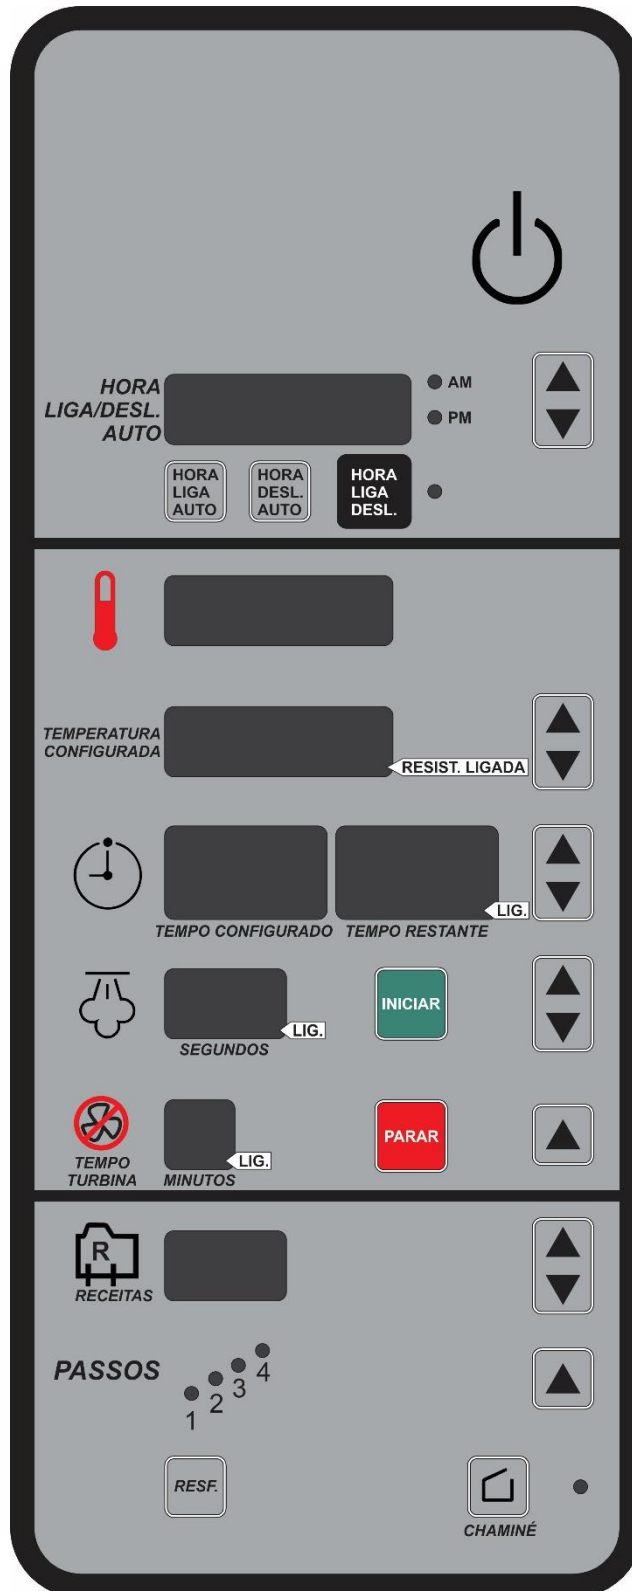 HORA
LIGA/DESL.
AUTO
AM
PM
HORA
LIGA
AUTO
HORA
DESL.
AUTO
HORA
LIGA
DESL.
TEMPERATURA
CONFIGURADA
RESIST. LIGADA
LIG.
TEMPO CONFIGURADO
TEMPO RESTANTE
INICIAR
LIG.
SEGUNDOS
PARAR
LIG.
TEMPO
TURBINA
MINUTOS
R
RECEITAS
PASSOS
1 2 3 4
RESF.
CHAMINÉ